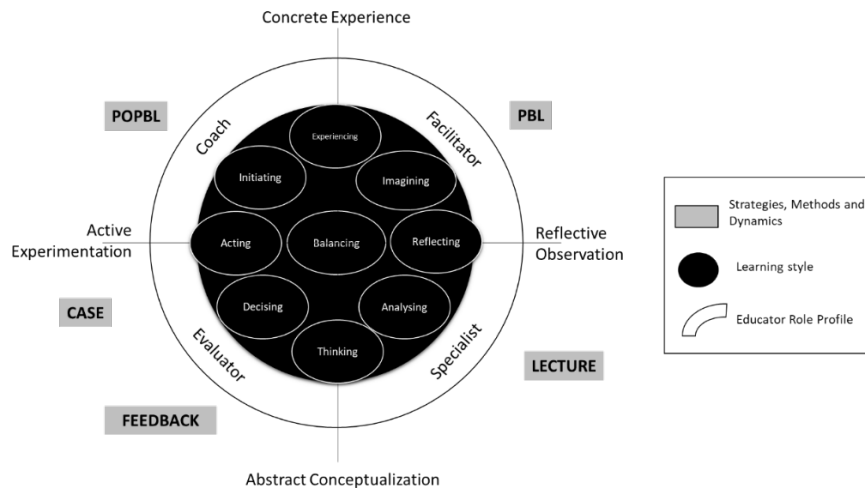 Concrete Experience
POPBL
PBL
Coach
Facilitator
Experiencing
Initiating
Imagining
Active
Experimentation
Acting
Balancing
Reflecting
Reflective
Observation
Decising
Analysing
Thinking
CASE
Evaluator
Specialist
LECTURE
FEEDBACK
Abstract Conceptualization
Strategies, Methods and
Dynamics
Learning style
Educator Role Profile